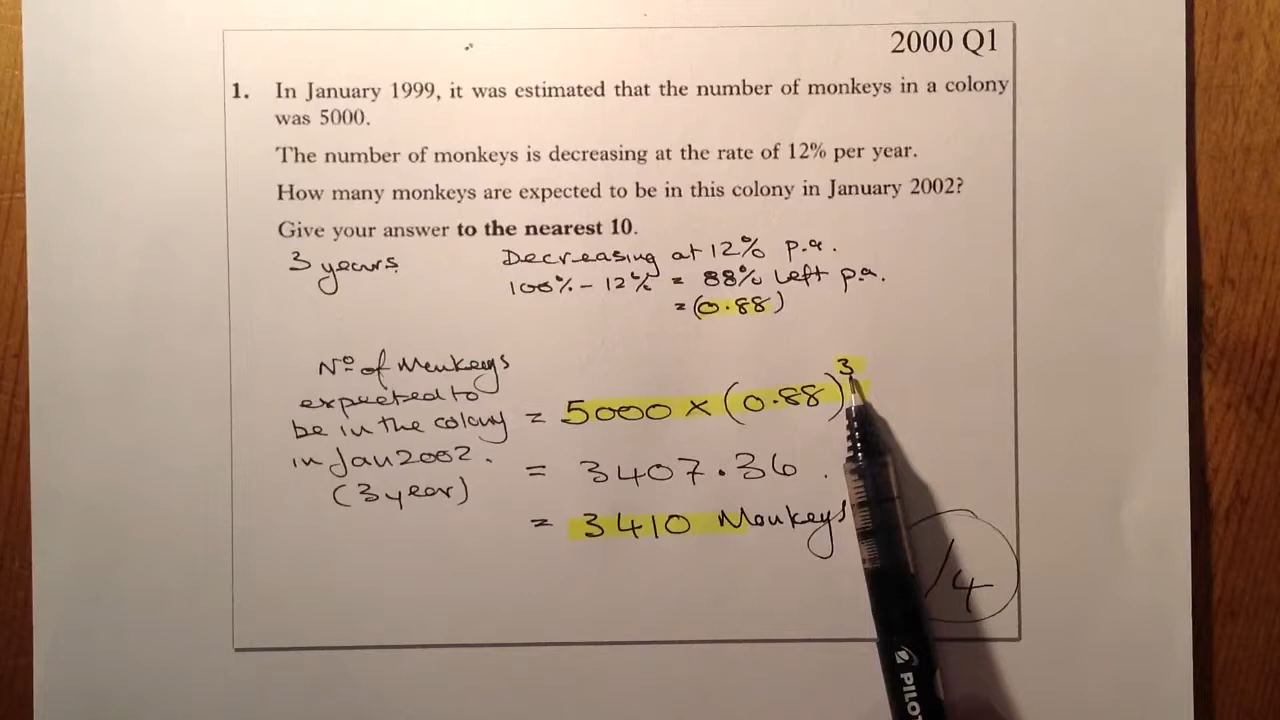 2000 Q1
1. In January 1999, it was estimated that the number of monkeys in a colony
was 5000.
The number of monkeys is decreasing at the rate of 12% per year.
How many monkeys are expected to be in this colony in January 2002?
Give your answer to the nearest 10.
3 years
Decreasing at 12% p.a.
100% - 12% = 88% left p.a.
= (0.88)
Nº of Monkeys
expected to
be in the colony
in Jan 2002.
(3 year)
= 5000 × (0.88)³
= 3407.36
= 3410 Monkeys
/4
PILOT